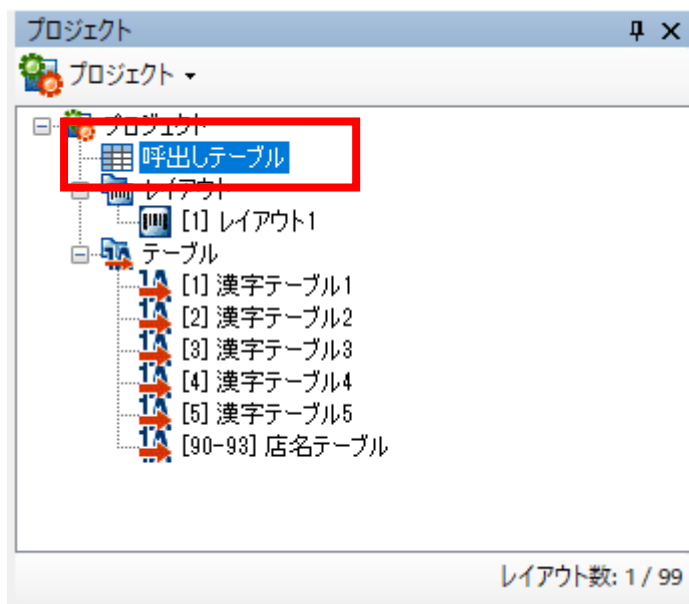 プロジェクト
プロジェクト
プロジェクト
呼出しテーブル
レイアウト
[1] レイアウト1
テーブル
[1] 漢字テーブル1
[2] 漢字テーブル2
[3] 漢字テーブル3
[4] 漢字テーブル4
[5] 漢字テーブル5
[90-93] 店名テーブル
レイアウト数: 1 / 99